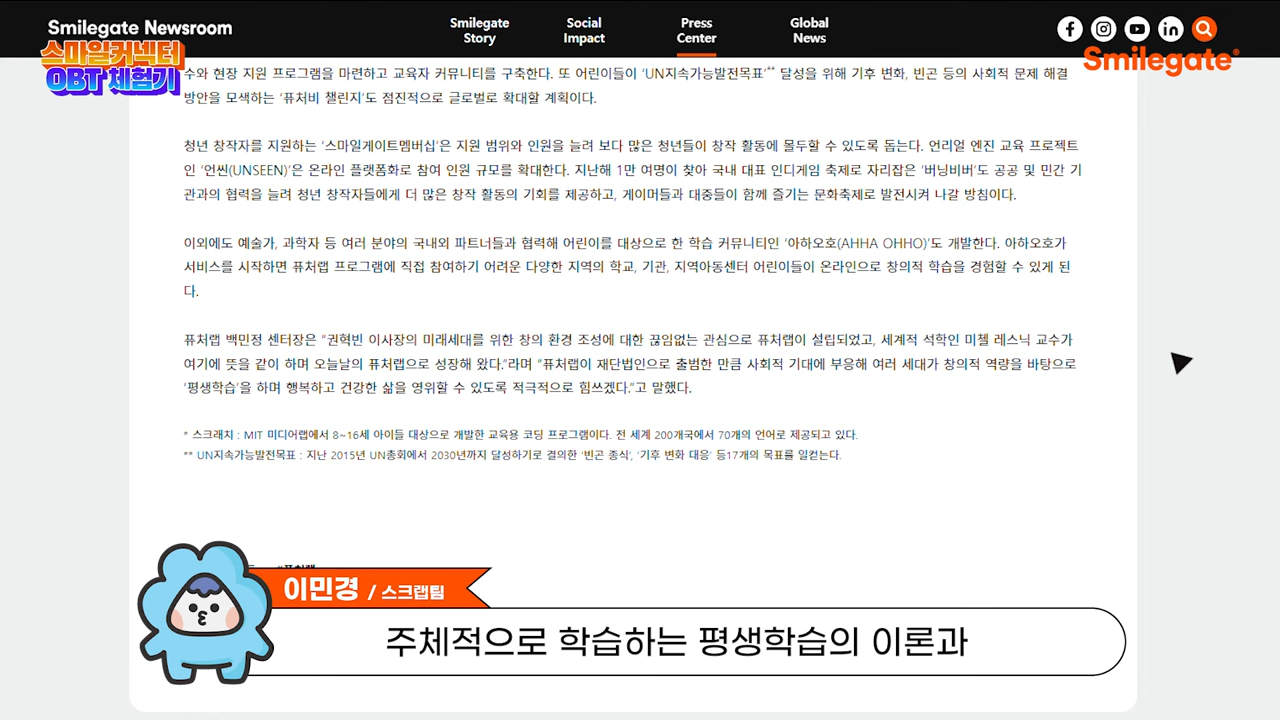 Smilegate Newsroom
Smilegate
Story
Social
Impact
Press
Center
Global
News
스마일커넥터
OBT 체험기
Smilegate
수와 현장 지원 프로그램을 마련하고 교육자 커뮤니티를 구축한다. 또 어린이들이 ‘UN지속가능발전목표’** 달성을 위해 기후 변화, 빈곤 등의 사회적 문제 해결
방안을 모색하는 ‘퓨처비 챌린지’도 점진적으로 글로벌로 확대할 계획이다.
청년 창작자를 지원하는 ‘스마일게이트멤버십’은 지원 범위와 인원을 늘려 보다 많은 청년들이 창작 활동에 몰두할 수 있도록 돕는다. 언리얼 엔진 교육 프로젝트
인 ‘언씬(UNSEEN)’은 온라인 플랫폼화로 참여 인원 규모를 확대한다. 지난해 1만 여명이 찾아 국내 대표 인디게임 축제로 자리잡은 ‘버닝비버’도 공공 및 민간 기
관과의 협력을 늘려 청년 창작자들에게 더 많은 창작 활동의 기회를 제공하고, 게이머들과 대중들이 함께 즐기는 문화축제로 발전시켜 나갈 방침이다.
이외에도 예술가, 과학자 등 여러 분야의 국내외 파트너들과 협력해 어린이를 대상으로 한 학습 커뮤니티인 ‘아하오호(AHHA OHHO)’도 개발한다. 아하오호가
서비스를 시작하면 퓨처랩 프로그램에 직접 참여하기 어려운 다양한 지역의 학교, 기관, 지역아동센터 어린이들이 온라인으로 창의적 학습을 경험할 수 있게 된
다.
퓨처랩 백민정 센터장은 “권혁빈 이사장의 미래세대를 위한 창의 환경 조성에 대한 끊임없는 관심으로 퓨처랩이 설립되었고, 세계적 석학인 미첼 레스닉 교수가
여기에 뜻을 같이 하며 오늘날의 퓨처랩으로 성장해 왔다.”라며 “퓨처랩이 재단법인으로 출범한 만큼 사회적 기대에 부응해 여러 세대가 창의적 역량을 바탕으로
‘평생학습’을 하며 행복하고 건강한 삶을 영위할 수 있도록 적극적으로 힘쓰겠다.”고 말했다.
* 스크래치 : MIT 미디어랩에서 8~16세 아이들 대상으로 개발한 교육용 코딩 프로그램이다. 전 세계 200개국에서 70개의 언어로 제공되고 있다.
** UN지속가능발전목표 : 지난 2015년 UN총회에서 2030년까지 달성하기로 결의한 ‘빈곤 종식’, ‘기후 변화 대응’ 등17개의 목표를 일컫는다.
이민경 / 스크랩팀
주체적으로 학습하는 평생학습의 이론과